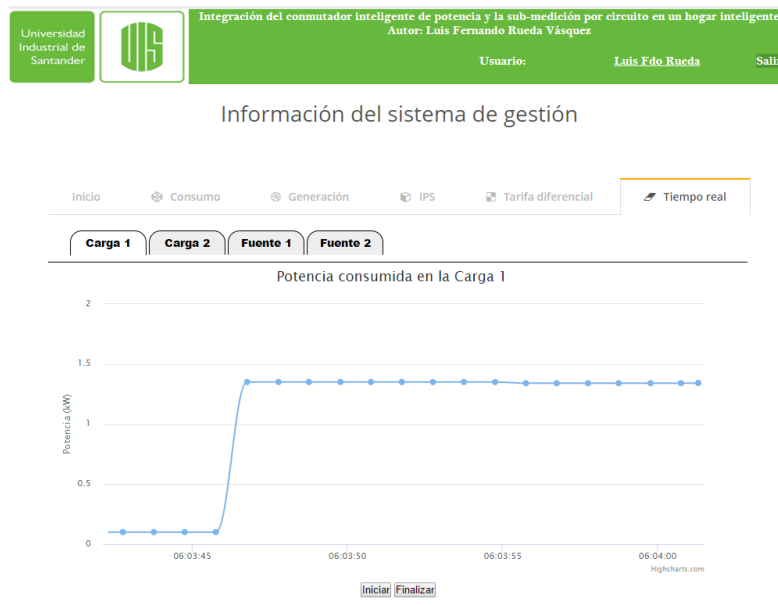 Universidad
Industrial de
Santander
Integración del conmutador inteligente de potencia y la sub-medición por circuito en un hogar inteligente
Autor: Luis Fernando Rueda Vásquez
Usuario: Luis Fdo Rueda
Información del sistema de gestión
Inicio Consumo Generación IPS Tarifa diferencial Tiempo real
Carga 1 Carga 2 Fuente 1 Fuente 2
Potencia consumida en la Carga 1
Potencia (kW)
2
1.5
1
0.5
0
06:03:45 06:03:50 06:03:55 06:04:00
Highcharts.com
Iniciar Finalizar